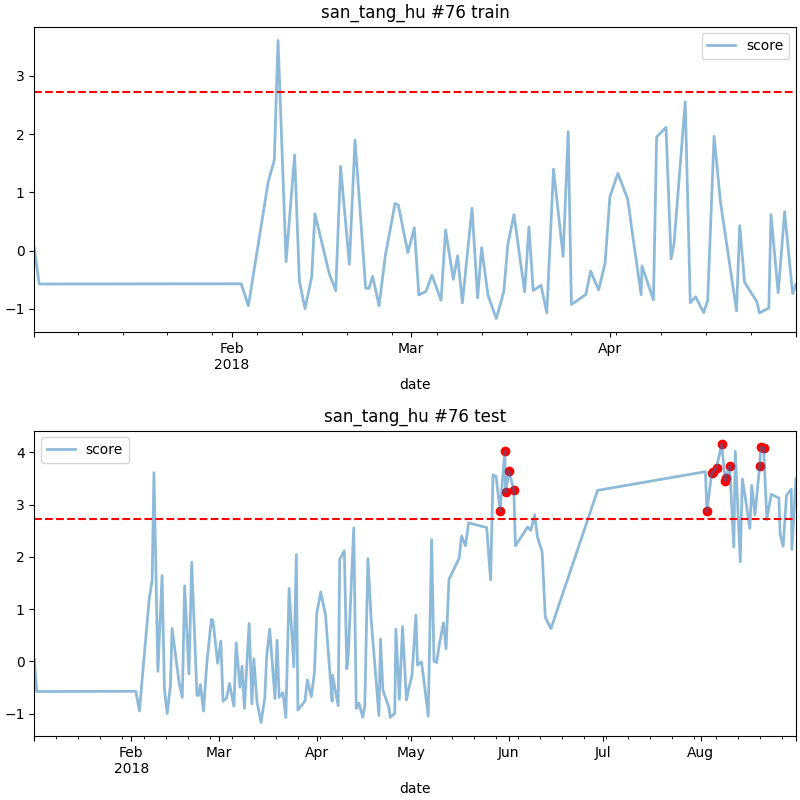 san_tang_hu #76 train
score
3
2
1
0
−1
Feb
2018
Mar
Apr
date
san_tang_hu #76 test
score
4
3
2
1
0
−1
Feb
2018
Mar
Apr
May
Jun
Jul
Aug
date